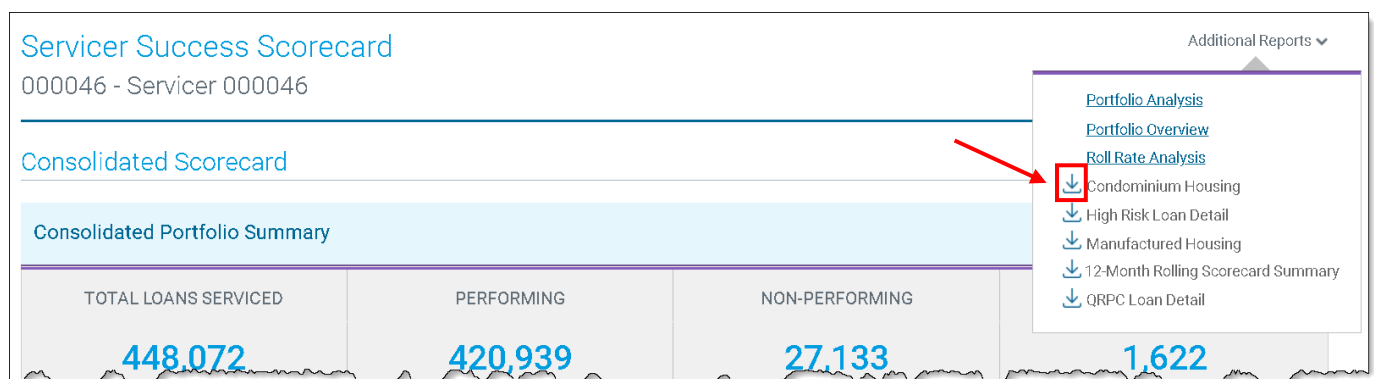 Servicer Success Scorecard
Additional Reports
000046 - Servicer 000046
Portfolio Analysis
Portfolio Overview
Roll Rate Analysis
Condominium Housing
High Risk Loan Detail
Manufactured Housing
12-Month Rolling Scorecard Summary
QRPC Loan Detail
Consolidated Scorecard
Consolidated Portfolio Summary
TOTAL LOANS SERVICED
PERFORMING
NON-PERFORMING
448,072
420,939
27,133
1,622